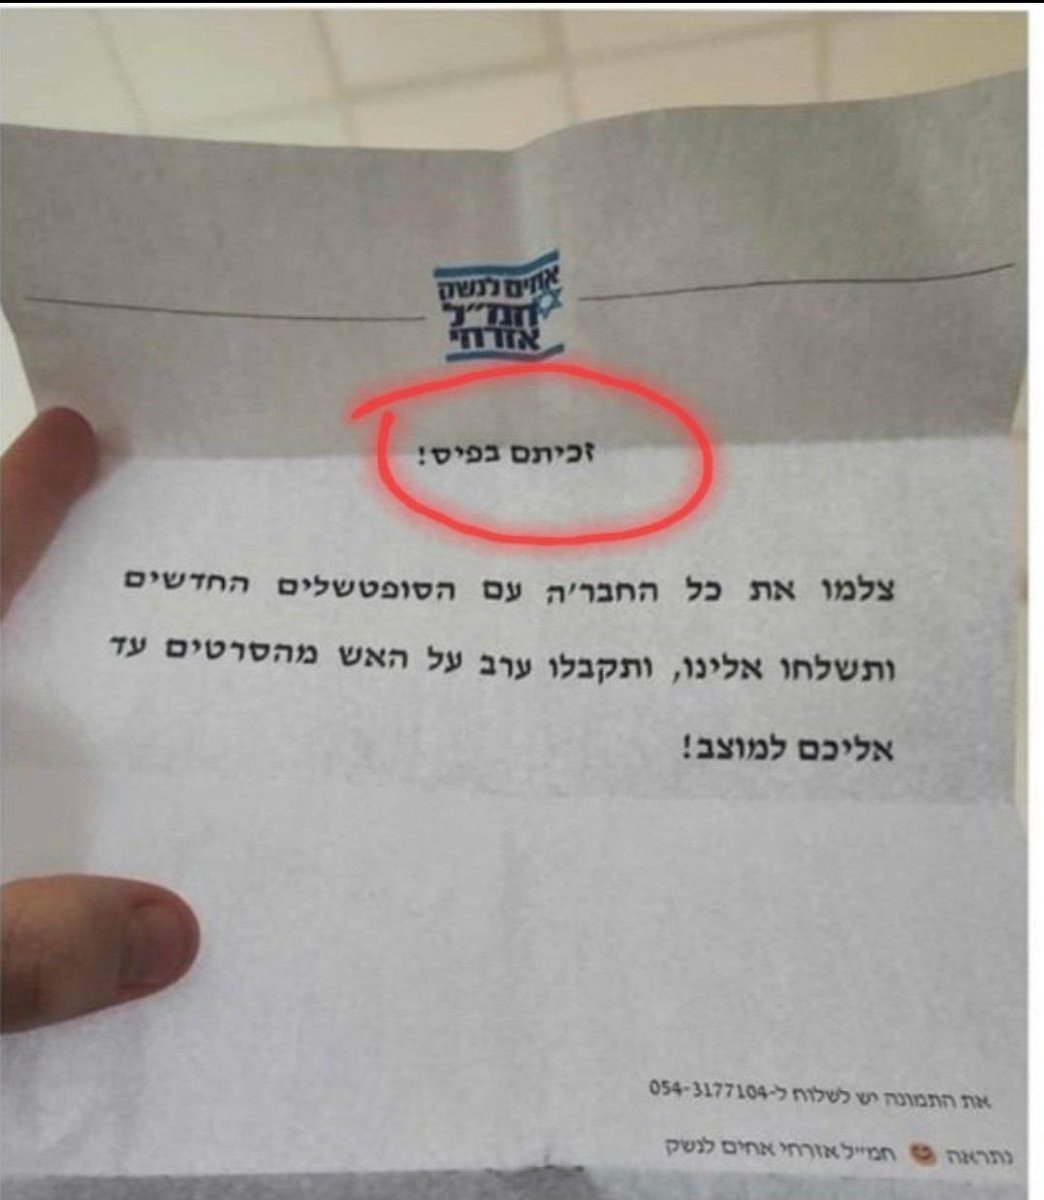 אחים לנשק
חמ"ל
אזרחי
זכיתם בפיס!
צלמו את כל החבר'ה עם הסופטשלים החדשים
ותשלחו אלינו, ותקבלו ערב על האש מהסרטים עד
אליכם למוצב!
את התמונה יש לשלוח ל-054-3177104
נתראה 😍 חמ"ל אזרחי אחים לנשק